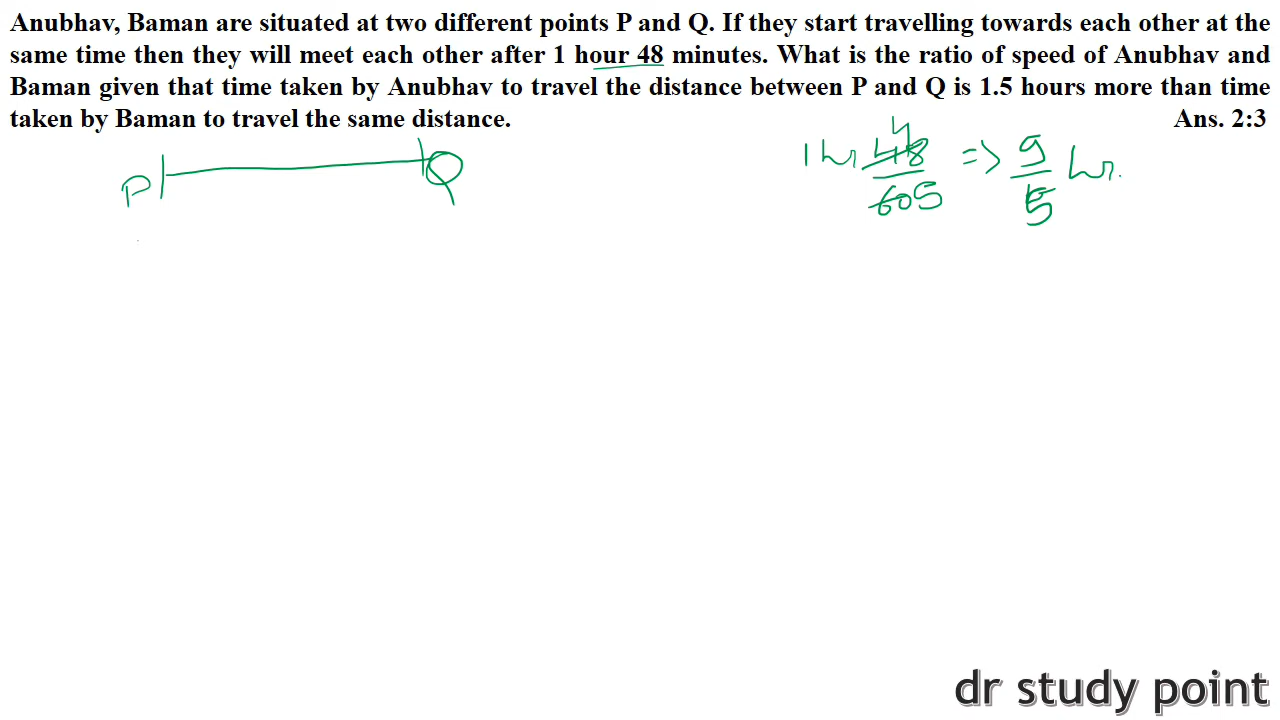 Anubhav, Baman are situated at two different points P and Q. If they start travelling towards each other at the
same time then they will meet each other after 1 hour 48 minutes. What is the ratio of speed of Anubhav and
Baman given that time taken by Anubhav to travel the distance between P and Q is 1.5 hours more than time
taken by Baman to travel the same distance. Ans. 2:3
P Q
1 hr 48/60 4 5 => 9/5 hr.
dr study point